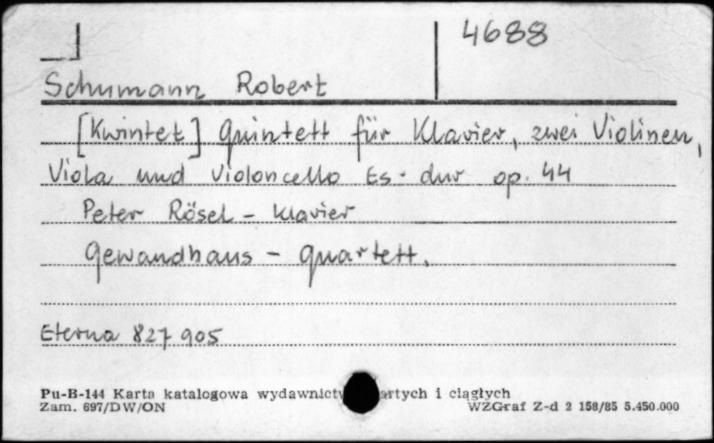 4688
Schumann Robert
[Kwintet] Quintett für Klavier, zwei Violinen,
Viola und Violoncello Es-dur op. 44
Peter Rösel - Klavier
Gewandhaus - Quartett.
Eterna 827 905
Pu-B-144 Karta katalogowa wydawnict artych i ciągłych
Zam. 697/DW/ON WZGraf Z-d 2 158/85 5.450.000